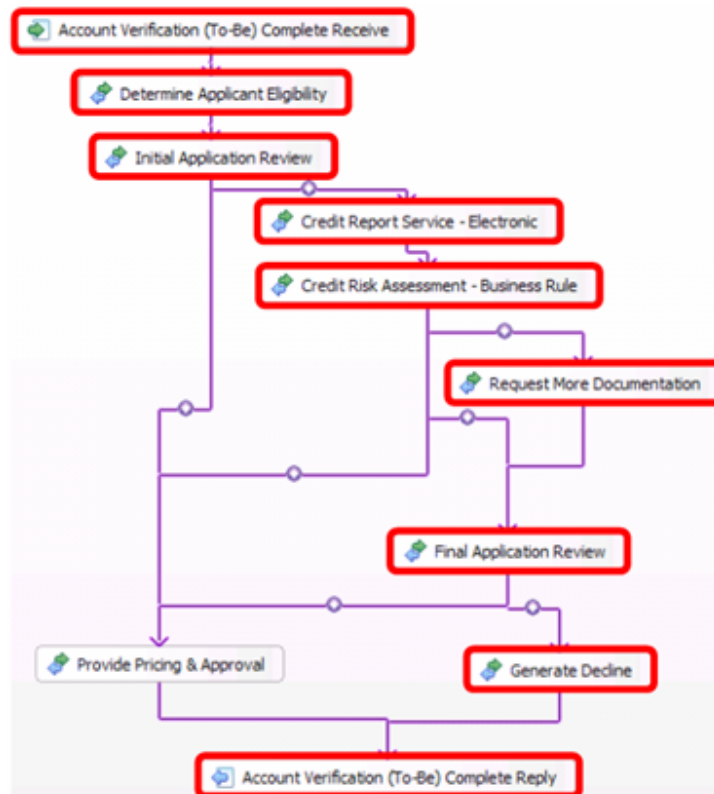 Account Verification (To-Be) Complete Receive
Determine Applicant Eligibility
Initial Application Review
Credit Report Service - Electronic
Credit Risk Assessment - Business Rule
Request More Documentation
Final Application Review
Provide Pricing & Approval
Generate Decline
Account Verification (To-Be) Complete Reply